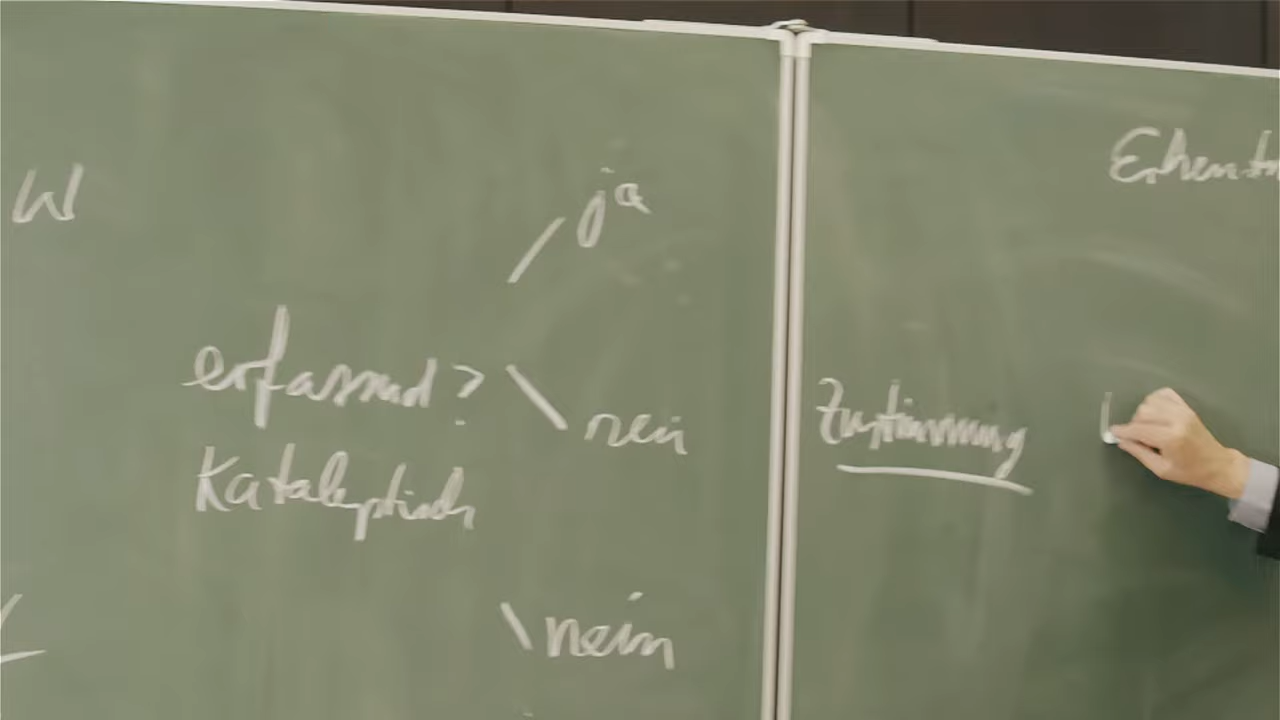 W
ja
erfassend?
nein
Kataleptisch
nein
Zustimmung